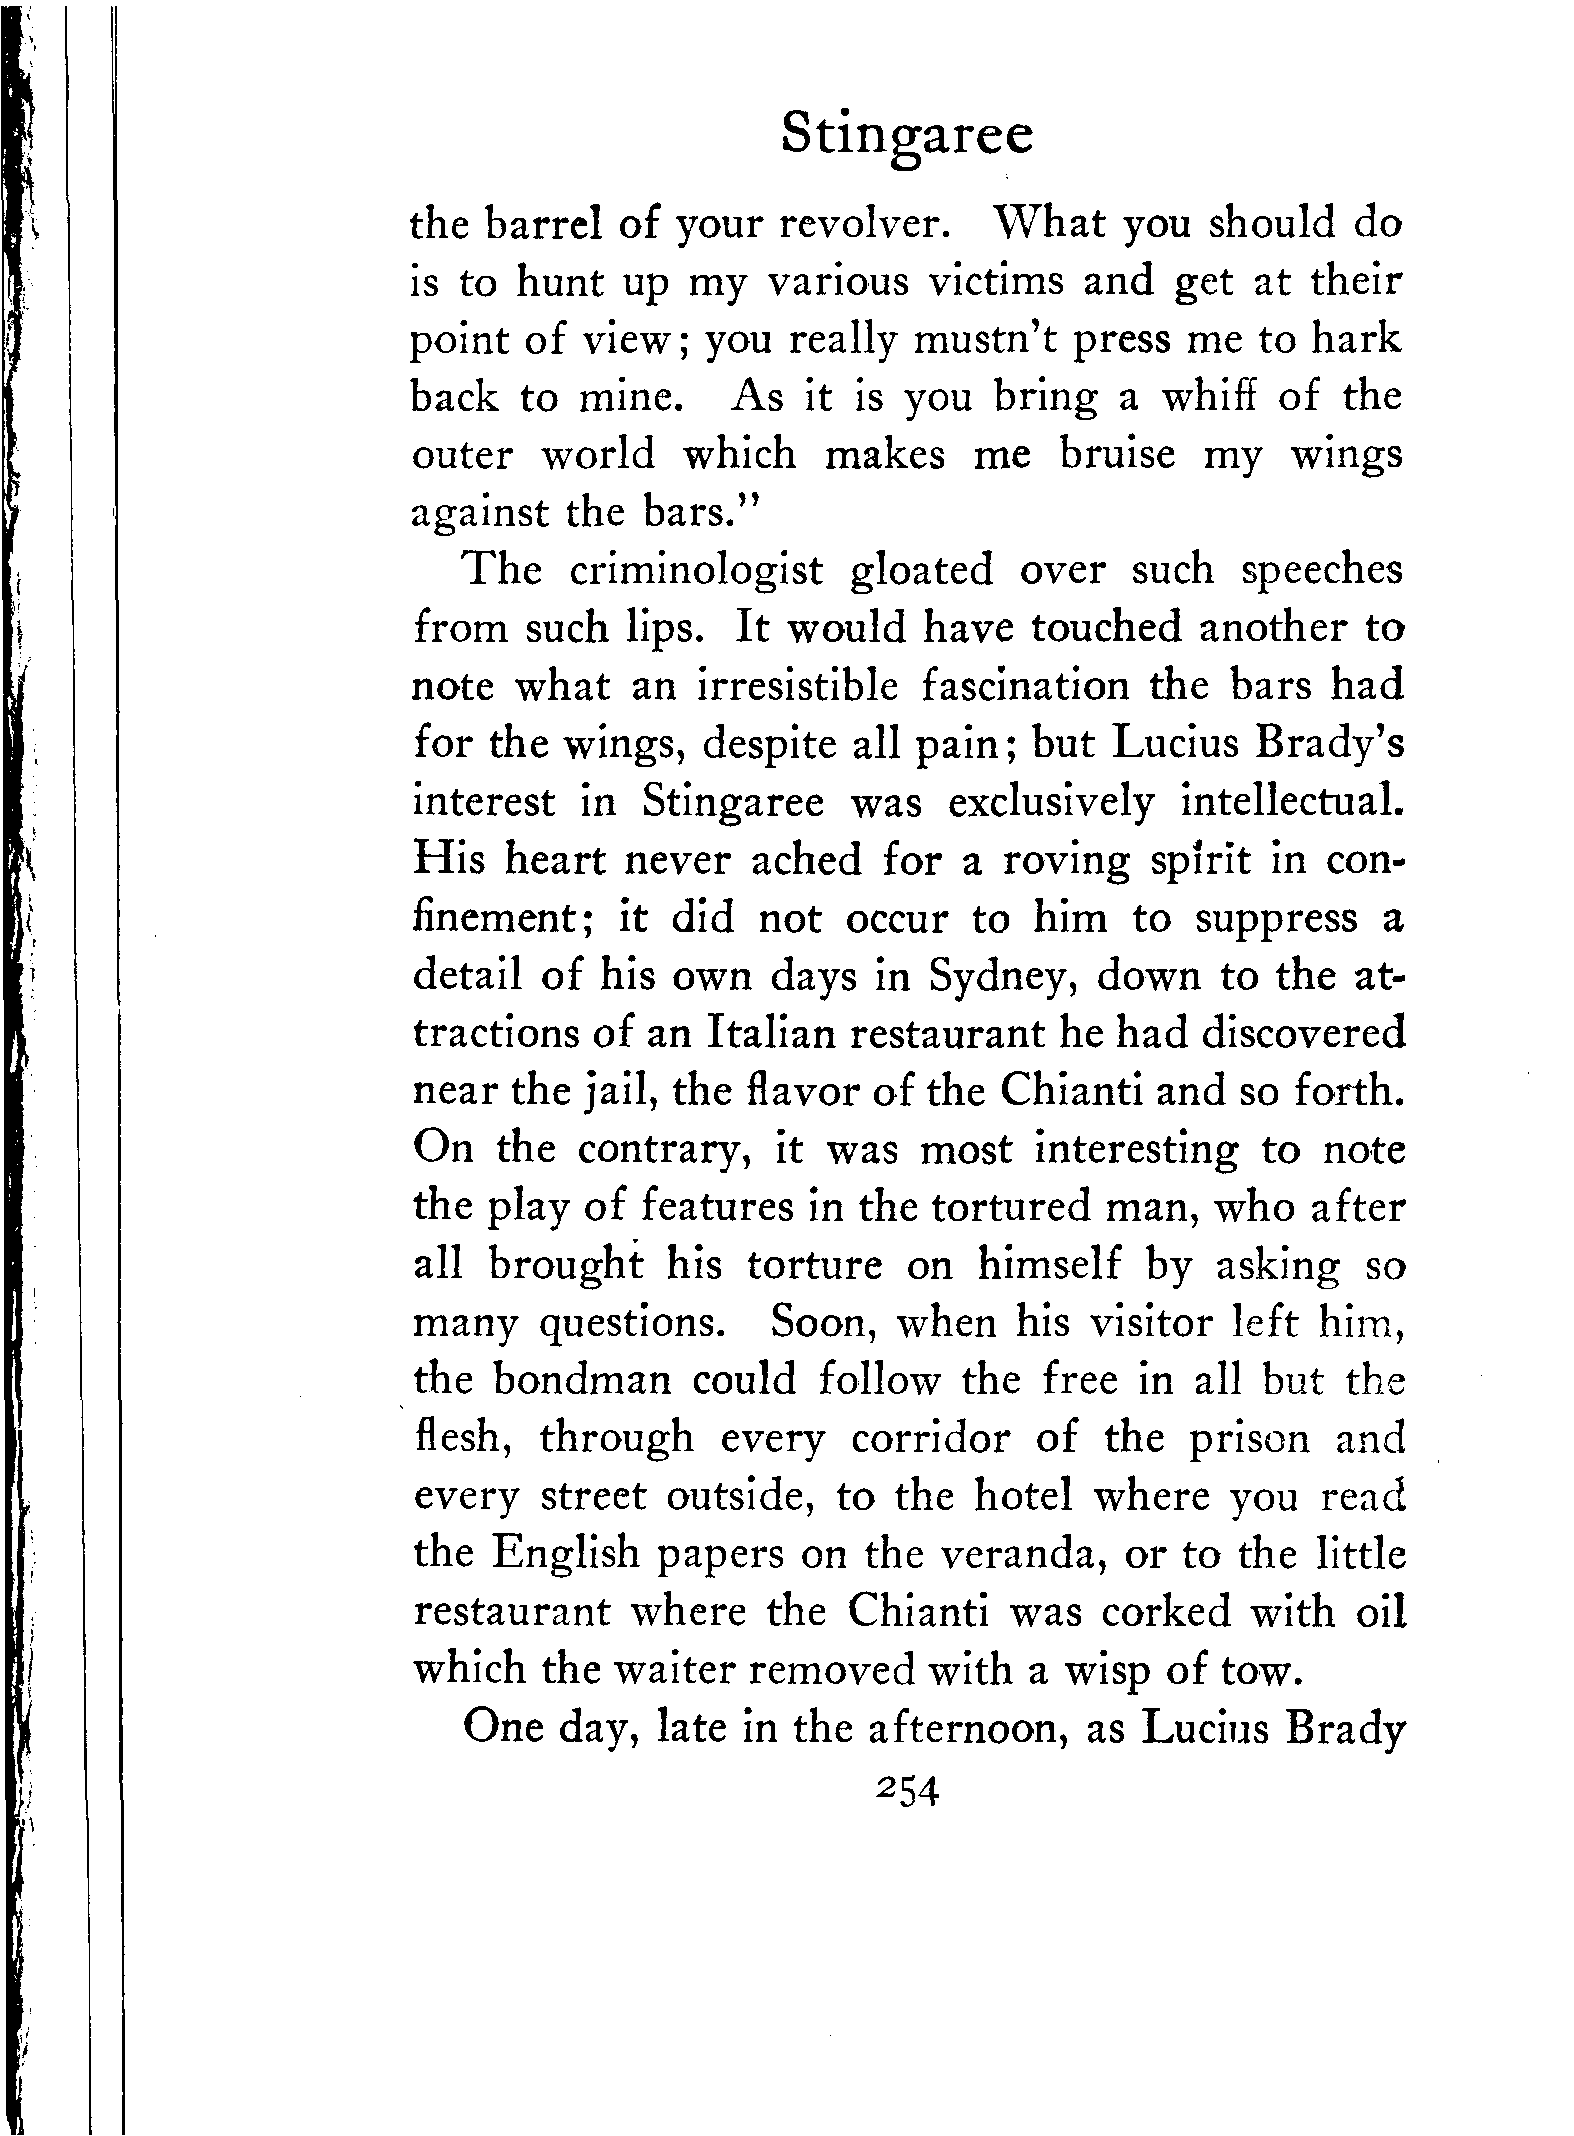 Stingaree
the barrel of your revolver. What you should do
is to hunt up my various victims and get at their
point of view; you really mustn't press me to hark
back to mine. As it is you bring a whiff of the
outer world which makes me bruise my wings
against the bars."
The criminologist gloated over such speeches
from such lips. It would have touched another to
note what an irresistible fascination the bars had
for the wings, despite all pain; but Lucius Brady's
interest in Stingaree was exclusively intellectual.
His heart never ached for a roving spirit in con-
finement; it did not occur to him to suppress a
detail of his own days in Sydney, down to the at-
tractions of an Italian restaurant he had discovered
near the jail, the flavor of the Chianti and so forth.
On the contrary, it was most interesting to note
the play of features in the tortured man, who after
all brought his torture on himself by asking so
many questions. Soon, when his visitor left him,
the bondman could follow the free in all but the
flesh, through every corridor of the prison and
every street outside, to the hotel where you read
the English papers on the veranda, or to the little
restaurant where the Chianti was corked with oil
which the waiter removed with a wisp of tow.
One day, late in the afternoon, as Lucius Brady
254